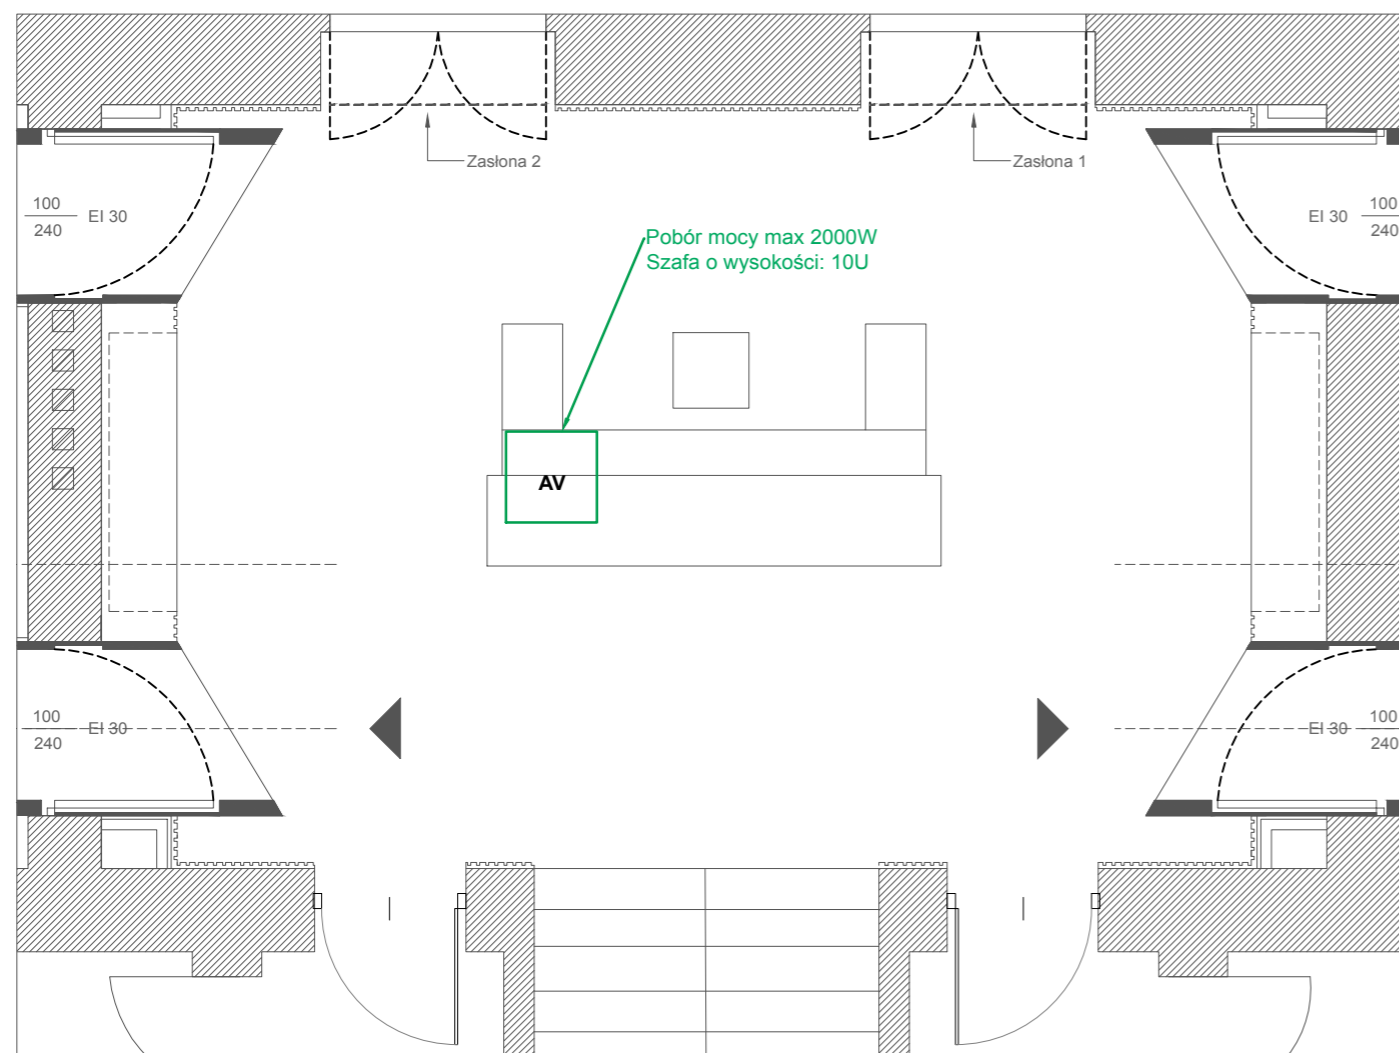 Zasłona 2
Zasłona 1
100
240
EI 30
EI 30
100
240
Pobór mocy max 2000W
Szafa o wysokości: 10U
AV
100
240
EI 30
EI 30
100
240